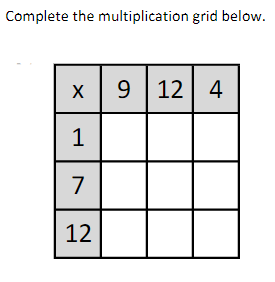 Complete the multiplication grid below.
x 9 12 4
1
7
12